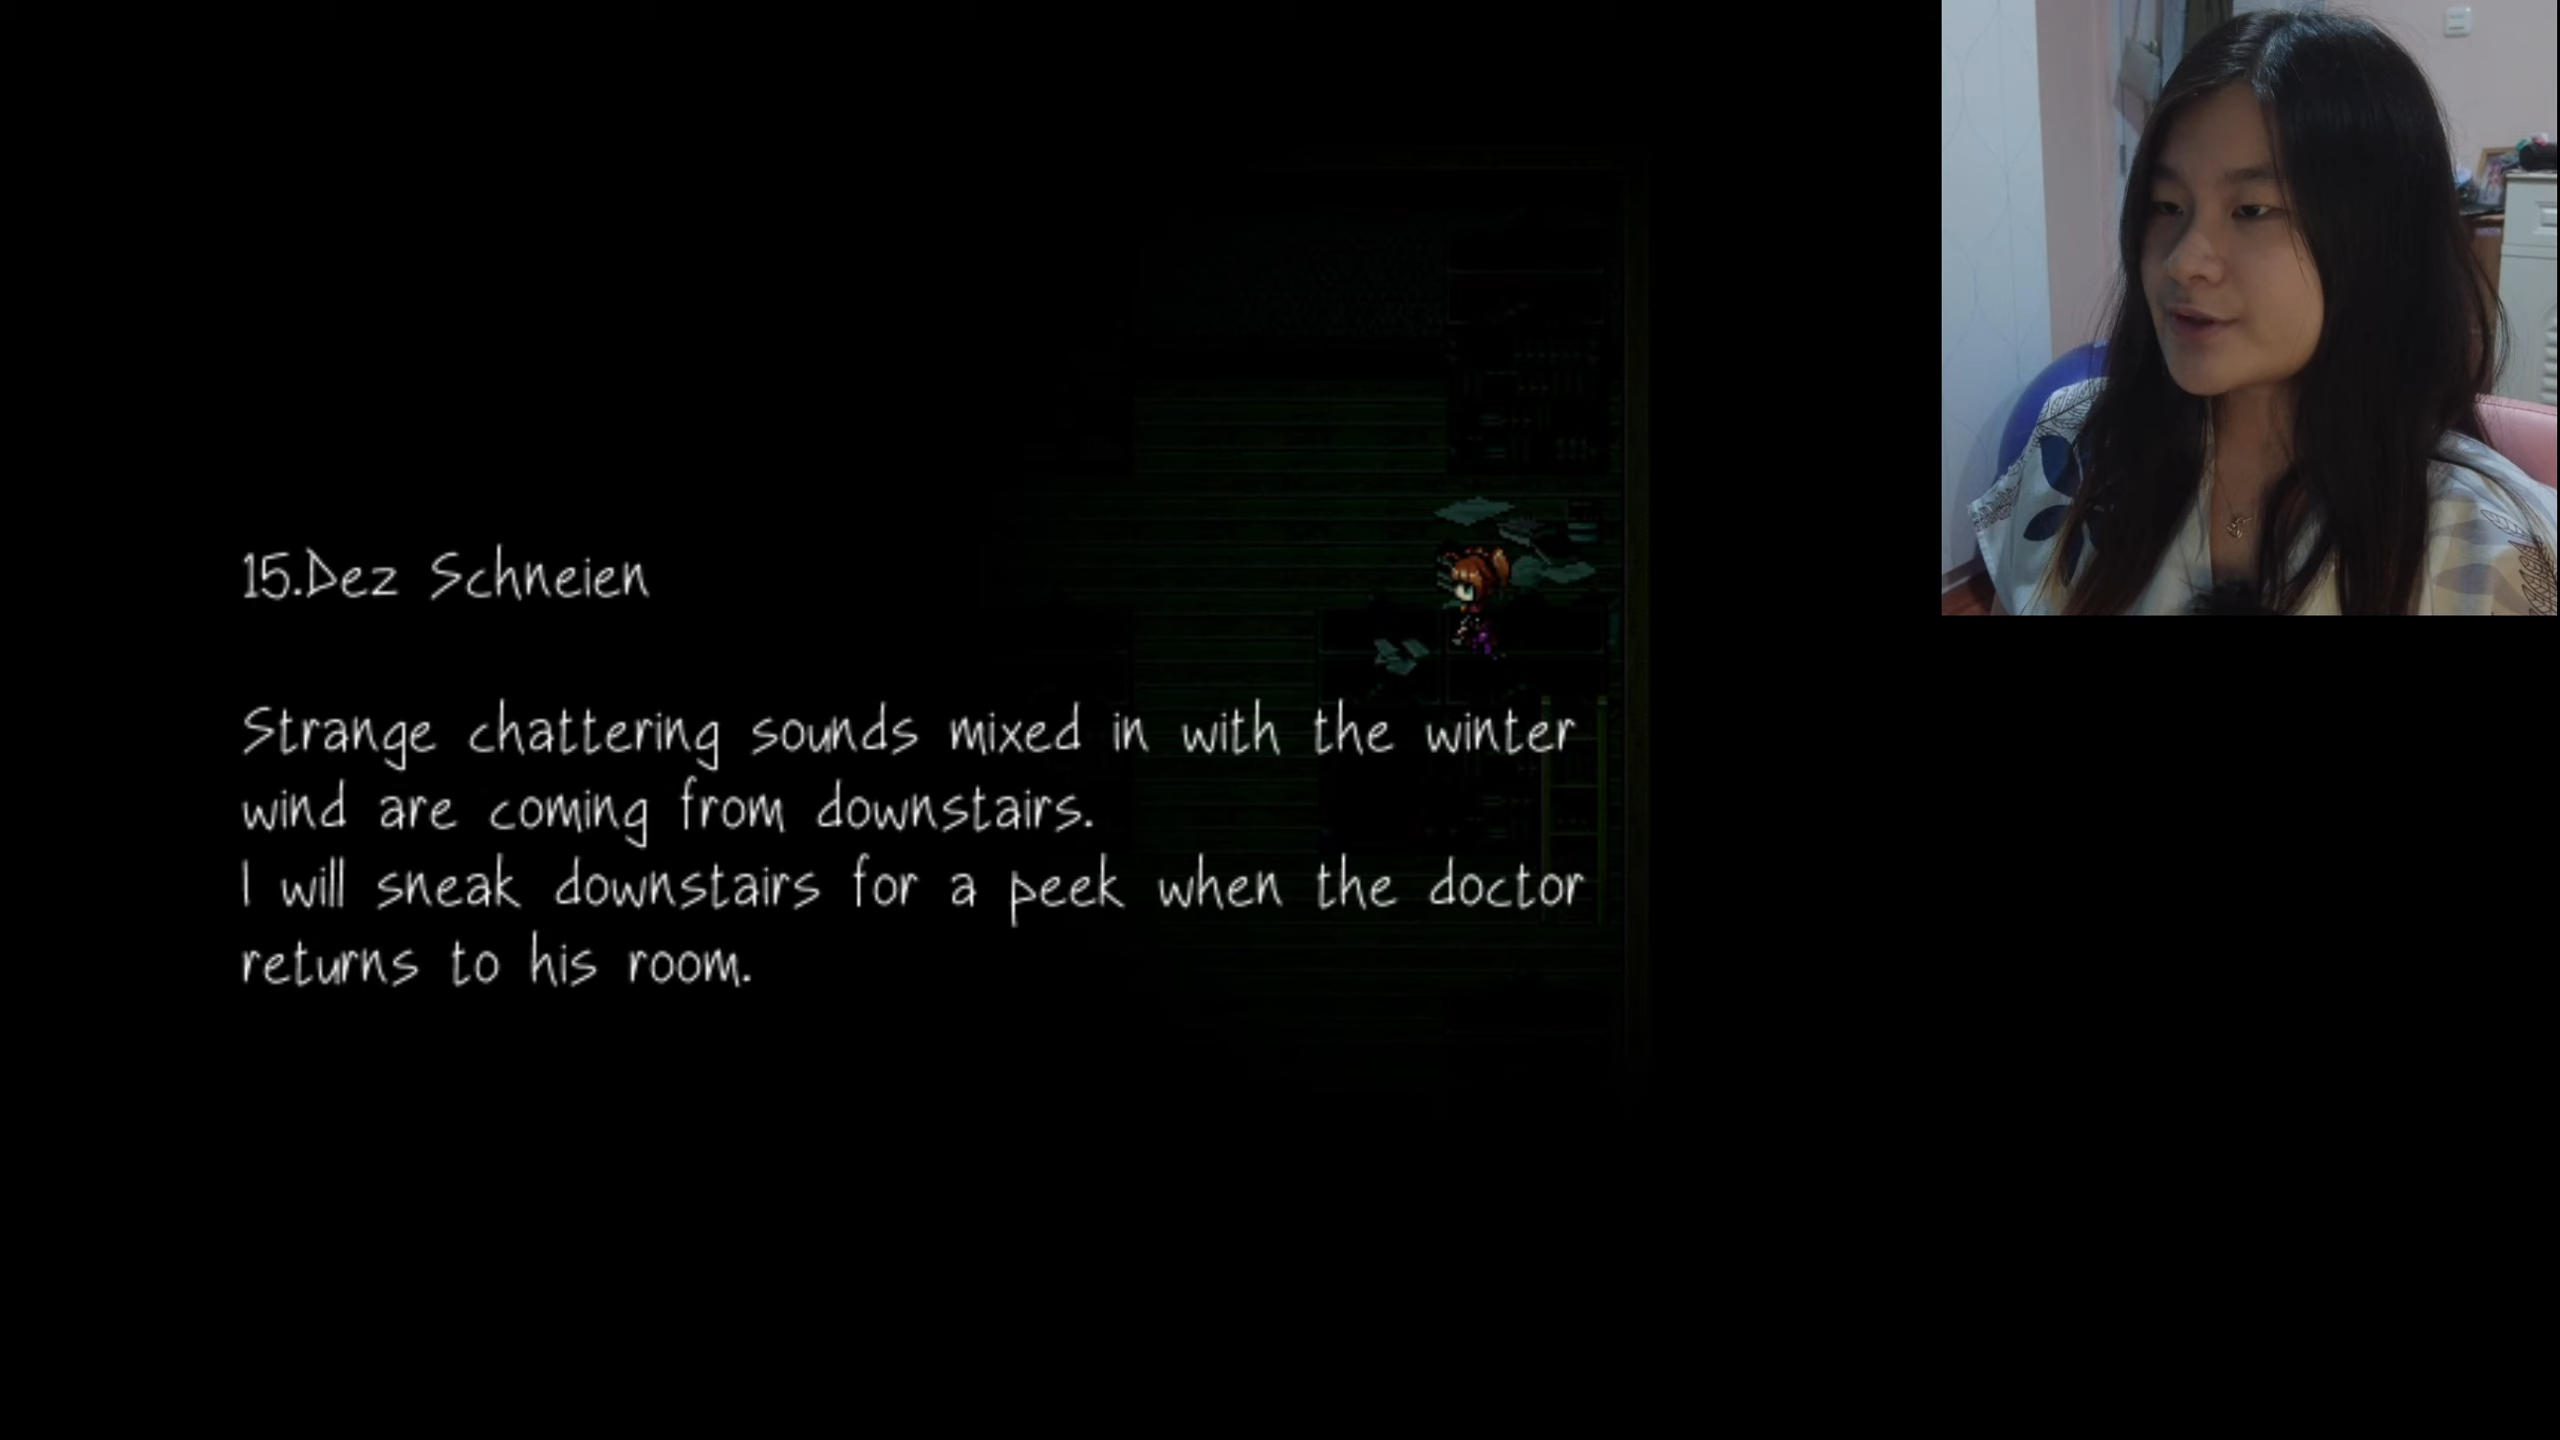 15.Dez Schneien
Strange chattering sounds mixed in with the winter
wind are coming from downstairs.
I will sneak downstairs for a peek when the doctor
returns to his room.